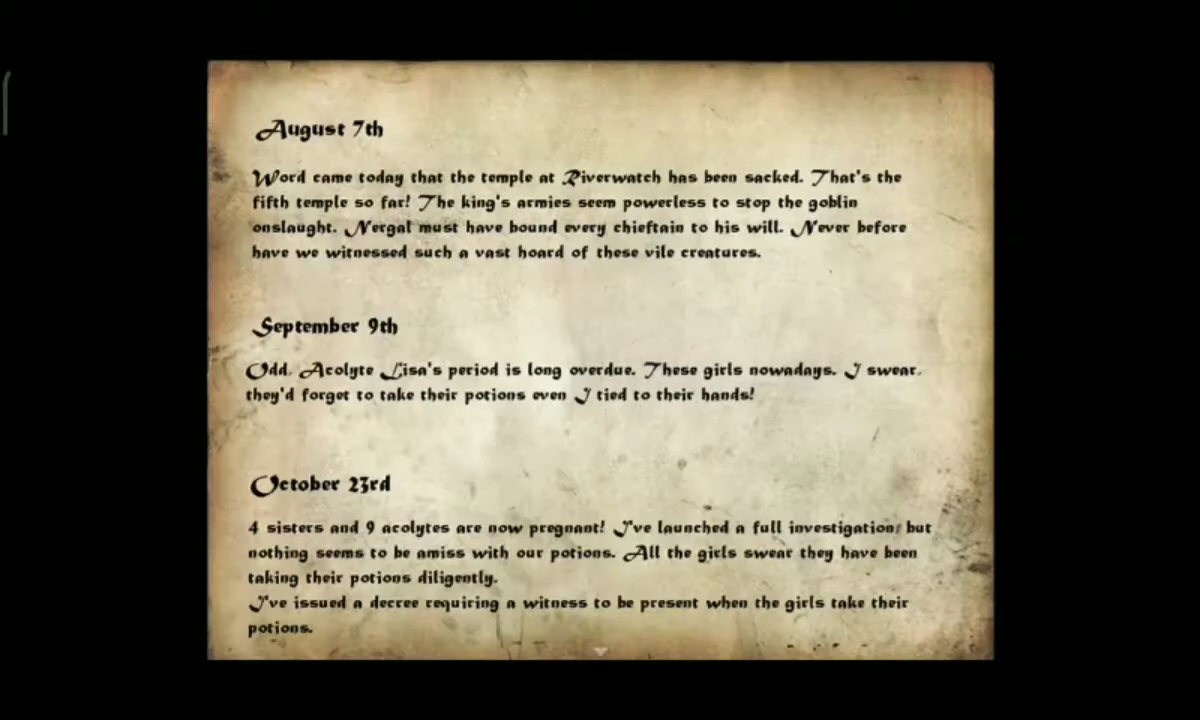 August 7th
Word came today that the temple at Riverwatch has been sacked. That's the
fifth temple so far! The king's armies seem powerless to stop the goblin
onslaught. Nergal must have bound every chieftain to his will. Never before
have we witnessed such a vast hoard of these vile creatures.
September 9th
Odd, Acolyte Lisa's period is long overdue. These girls nowadays. I swear,
they'd forget to take their potions even I tied to their hands!
October 23rd
4 sisters and 9 acolytes are now pregnant! I've launched a full investigation, but
nothing seems to be amiss with our potions. All the girls swear they have been
taking their potions diligently.
I've issued a decree requiring a witness to be present when the girls take their
potions.